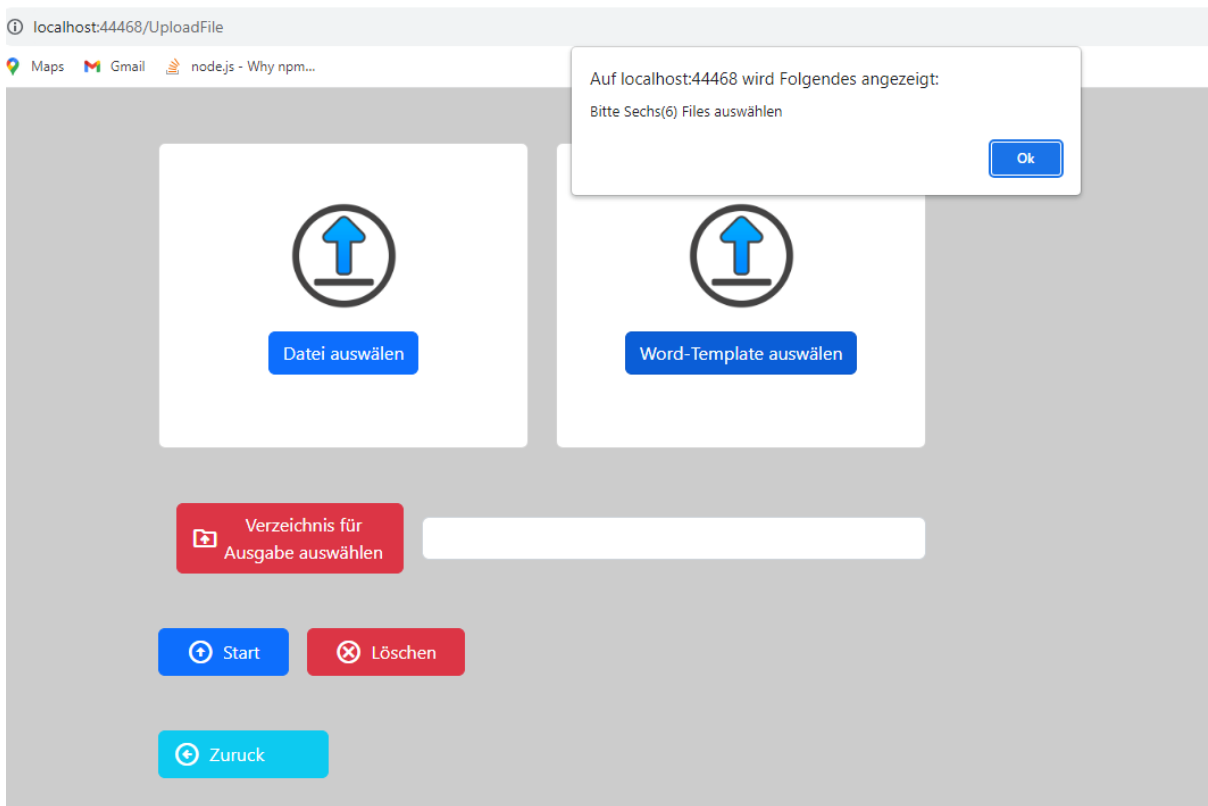 localhost:44468/UploadFile
Maps Gmail node.js - Why npm...
Auf localhost:44468 wird Folgendes angezeigt:
Bitte Sechs(6) Files auswählen
Ok
Datei auswälen
Word-Template auswälen
Verzeichnis für
Ausgabe auswählen
Start
Löschen
Zuruck